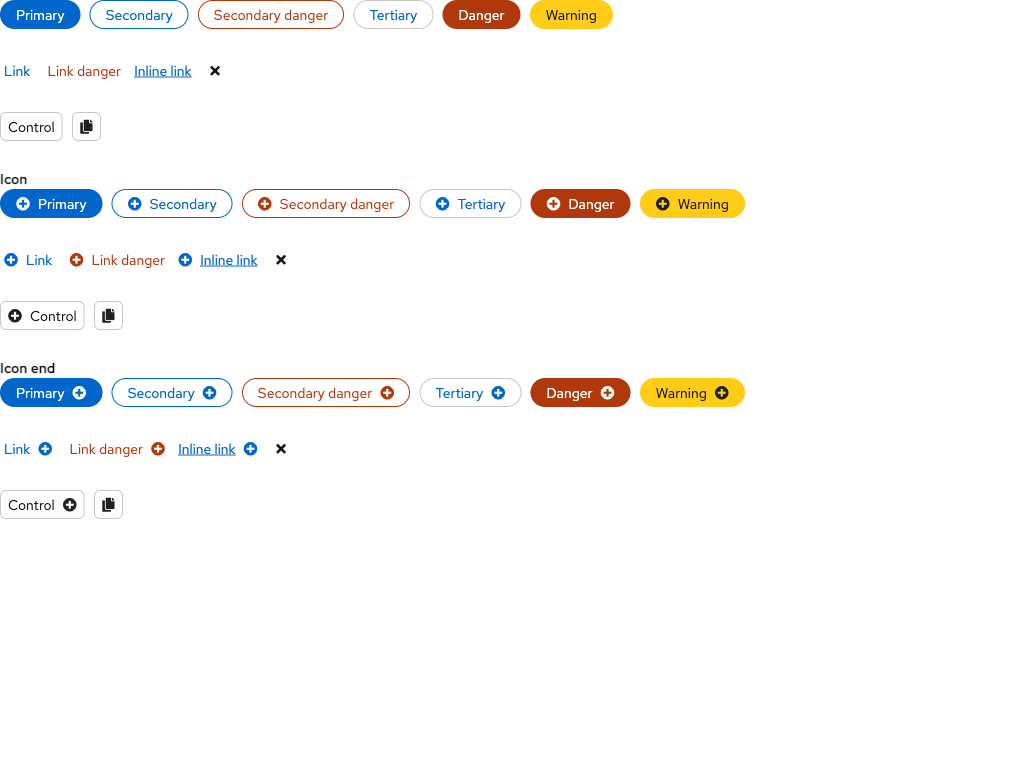 Primary Secondary Secondary danger Tertiary Danger Warning
Link Link danger Inline link
Control
Icon
Primary Secondary Secondary danger Tertiary Danger Warning
Link Link danger Inline link
Control
Icon end
Primary Secondary Secondary danger Tertiary Danger Warning
Link Link danger Inline link
Control